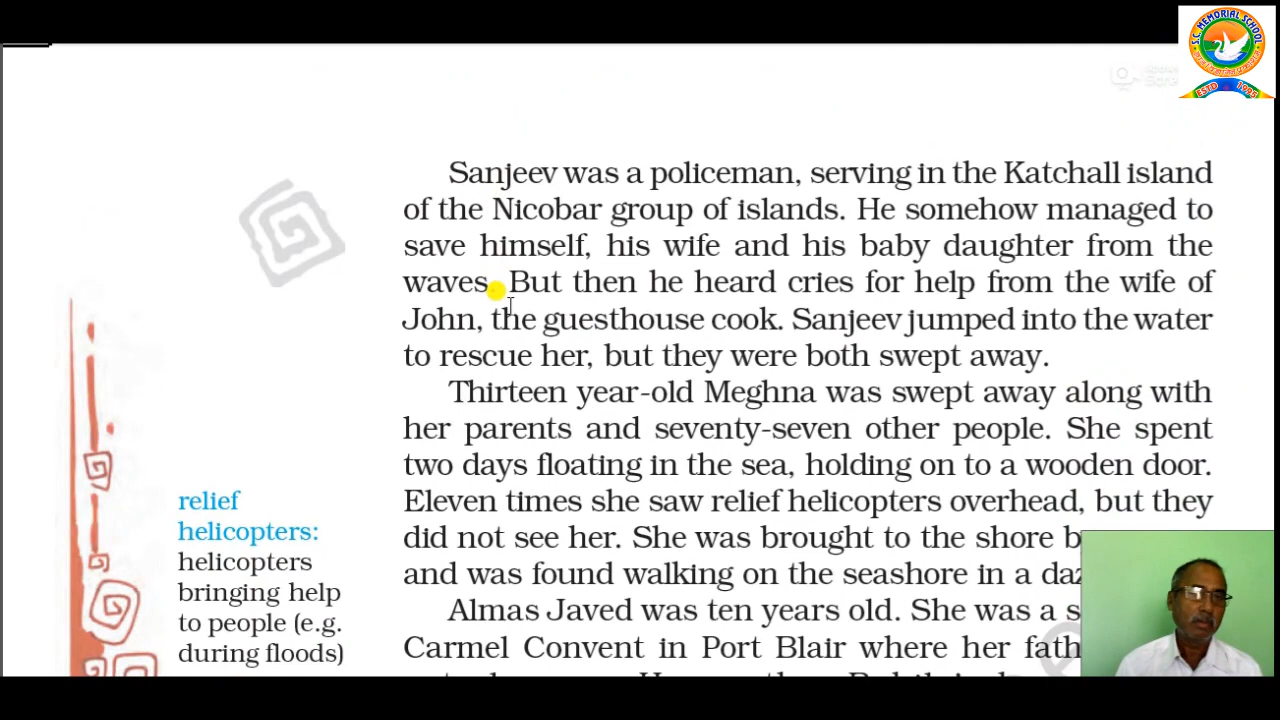 S.C. MEMORIAL SCHOOL
ESTD 1995
Sanjeev was a policeman, serving in the Katchall island
of the Nicobar group of islands. He somehow managed to
save himself, his wife and his baby daughter from the
waves. But then he heard cries for help from the wife of
John, the guesthouse cook. Sanjeev jumped into the water
to rescue her, but they were both swept away.
Thirteen year-old Meghna was swept away along with
her parents and seventy-seven other people. She spent
two days floating in the sea, holding on to a wooden door.
Eleven times she saw relief helicopters overhead, but they
did not see her. She was brought to the shore b
and was found walking on the seashore in a daz
Almas Javed was ten years old. She was a s
Carmel Convent in Port Blair where her fath
relief
helicopters:
helicopters
bringing help
to people (e.g.
during floods)